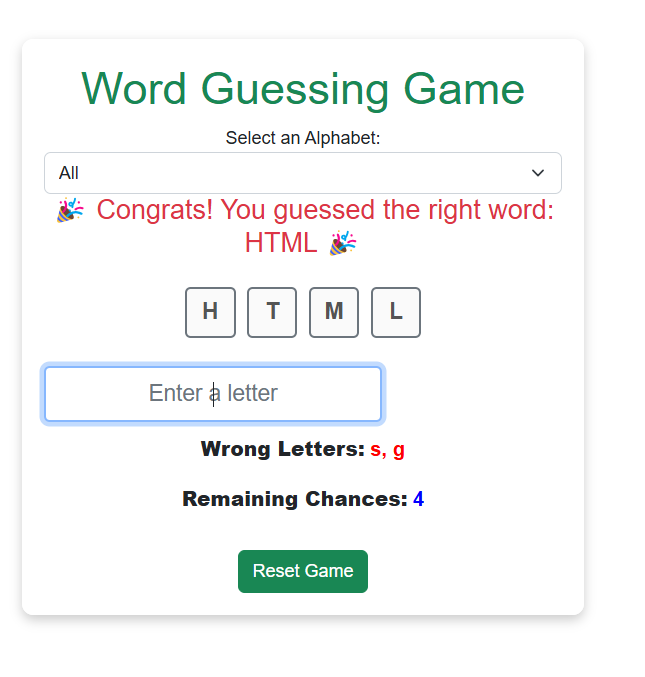 Word Guessing Game
Select an Alphabet:
All
🎉 Congrats! You guessed the right word:
HTML 🎉
H T M L
Enter a letter
Wrong Letters: s, g
Remaining Chances: 4
Reset Game